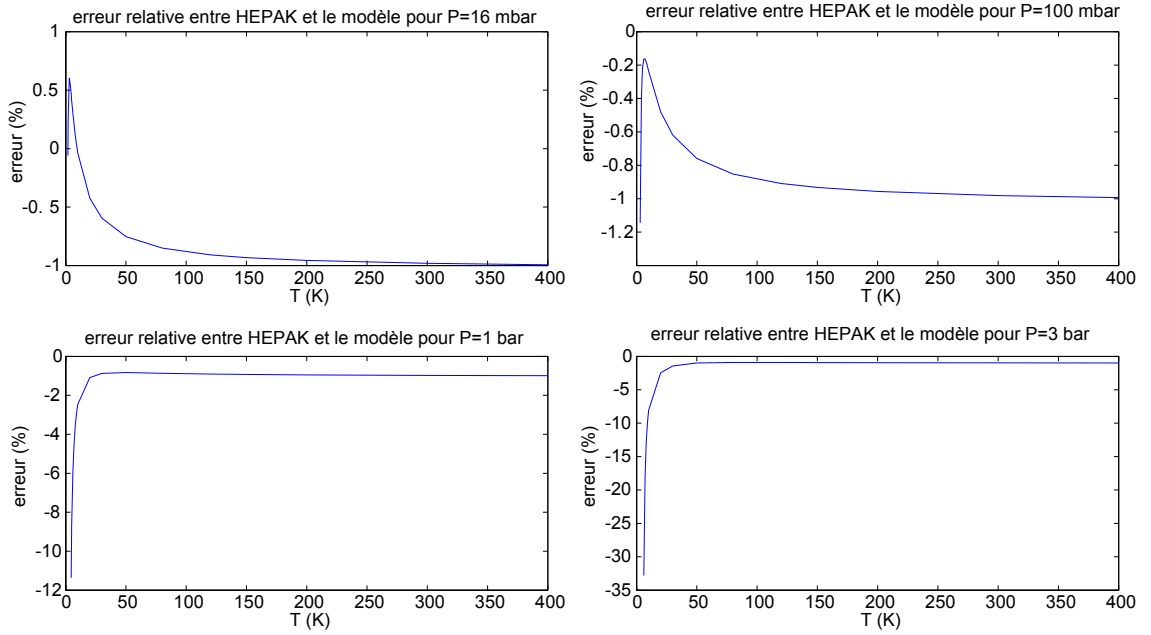 erreur relative entre HEPAK et le modèle pour P=16 mbar
1
0.5
0
-0. 5
-1
erreur (%)
0 50 100 150 200 250 300 350 400
T (K)
erreur relative entre HEPAK et le modèle pour P=100 mbar
0
-0.2
-0.4
-0.6
-0.8
-1
-1.2
erreur (%)
0 50 100 150 200 250 300 350 400
T (K)
erreur relative entre HEPAK et le modèle pour P=1 bar
0
-2
-4
-6
-8
-10
-12
erreur (%)
0 50 100 150 200 250 300 350 400
T (K)
erreur relative entre HEPAK et le modèle pour P=3 bar
0
-5
-10
-15
-20
-25
-30
-35
erreur (%)
0 50 100 150 200 250 300 350 400
T (K)